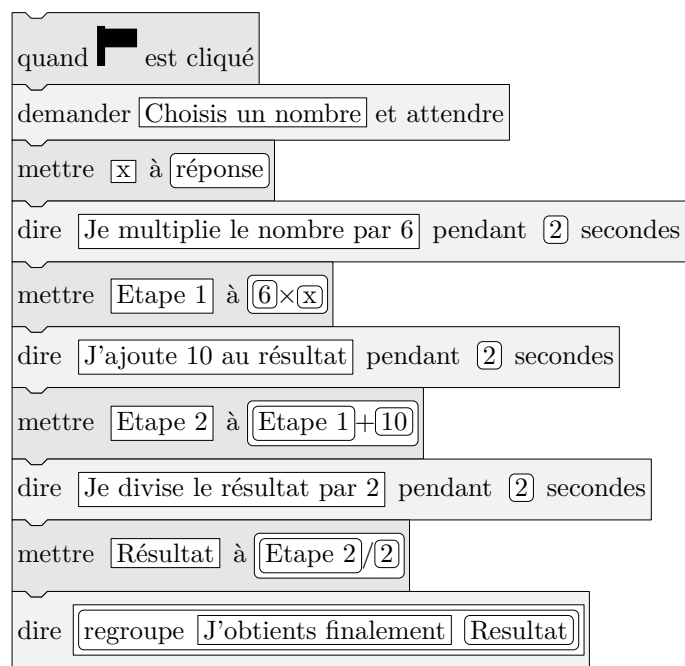 quand est cliqué
demander Choisis un nombre et attendre
mettre x à réponse
dire Je multiplie le nombre par 6 pendant 2 secondes
mettre Etape 1 à 6×x
dire J'ajoute 10 au résultat pendant 2 secondes
mettre Etape 2 à Etape 1+10
dire Je divise le résultat par 2 pendant 2 secondes
mettre Résultat à Etape 2/2
dire regroupe J'obtients finalement Resultat